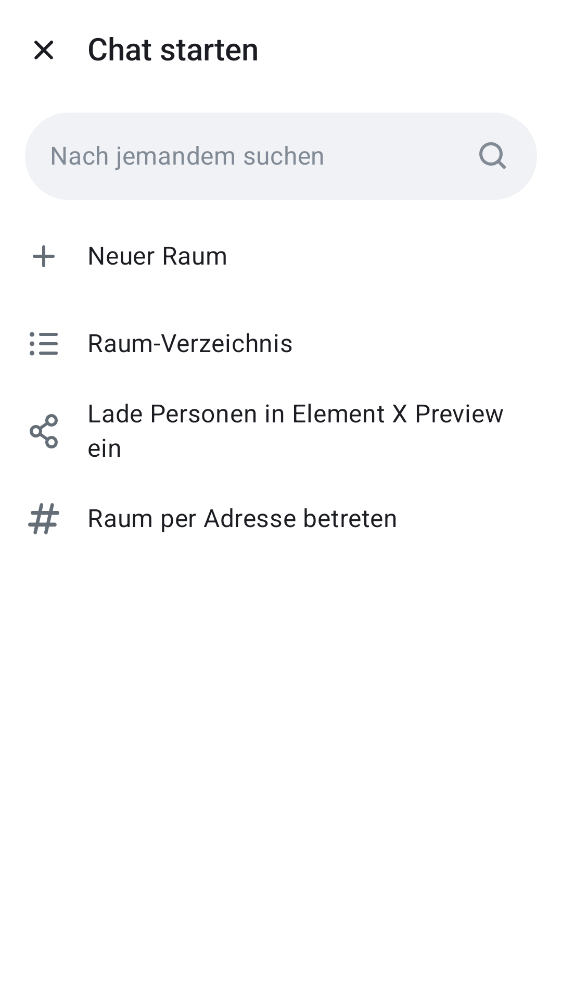 Chat starten
Nach jemandem suchen
Neuer Raum
Raum-Verzeichnis
Lade Personen in Element X Preview
ein
Raum per Adresse betreten